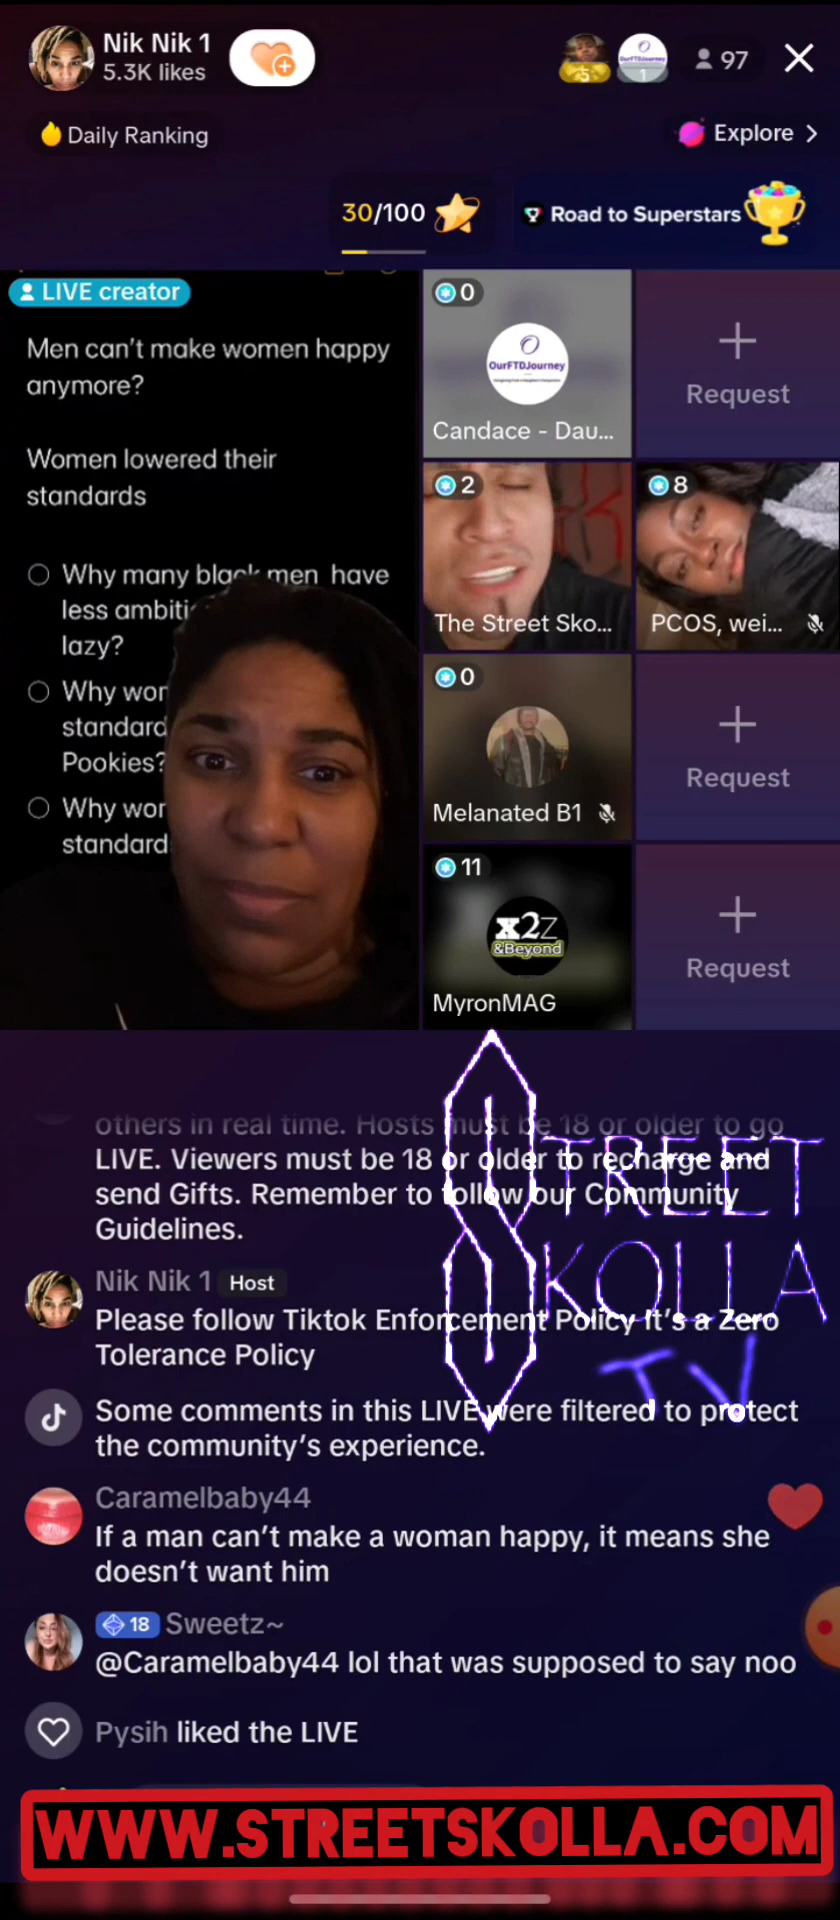 Nik Nik 1
5.3K likes
5
OurFTDJourney
1
97
Daily Ranking
Explore
30/100
Road to Superstars
LIVE creator
Men can't make women happy
anymore?
Women lowered their
standards
Why many black men have
less ambiti
lazy?
Why wor
standard
Pookies?
Why wor
standard
0
OurFTDJourney
Candace - Dau...
Request
2
The Street Sko...
8
PCOS, wei...
0
Melanated B1
Request
11
x2z
&Beyond
MyronMAG
Request
others in real time. Hosts must be 18 or older to go
LIVE. Viewers must be 18 or older to recharge and
send Gifts. Remember to follow our Community
Guidelines.
STREET
SKOLLA
TV
Nik Nik 1 Host
Please follow Tiktok Enforcement Policy It's a Zero
Tolerance Policy
Some comments in this LIVE were filtered to protect
the community's experience.
Caramelbaby44
If a man can't make a woman happy, it means she
doesn't want him
18 Sweetz~
@Caramelbaby44 lol that was supposed to say noo
Pysih liked the LIVE
WWW.STREETSKOLLA.COM